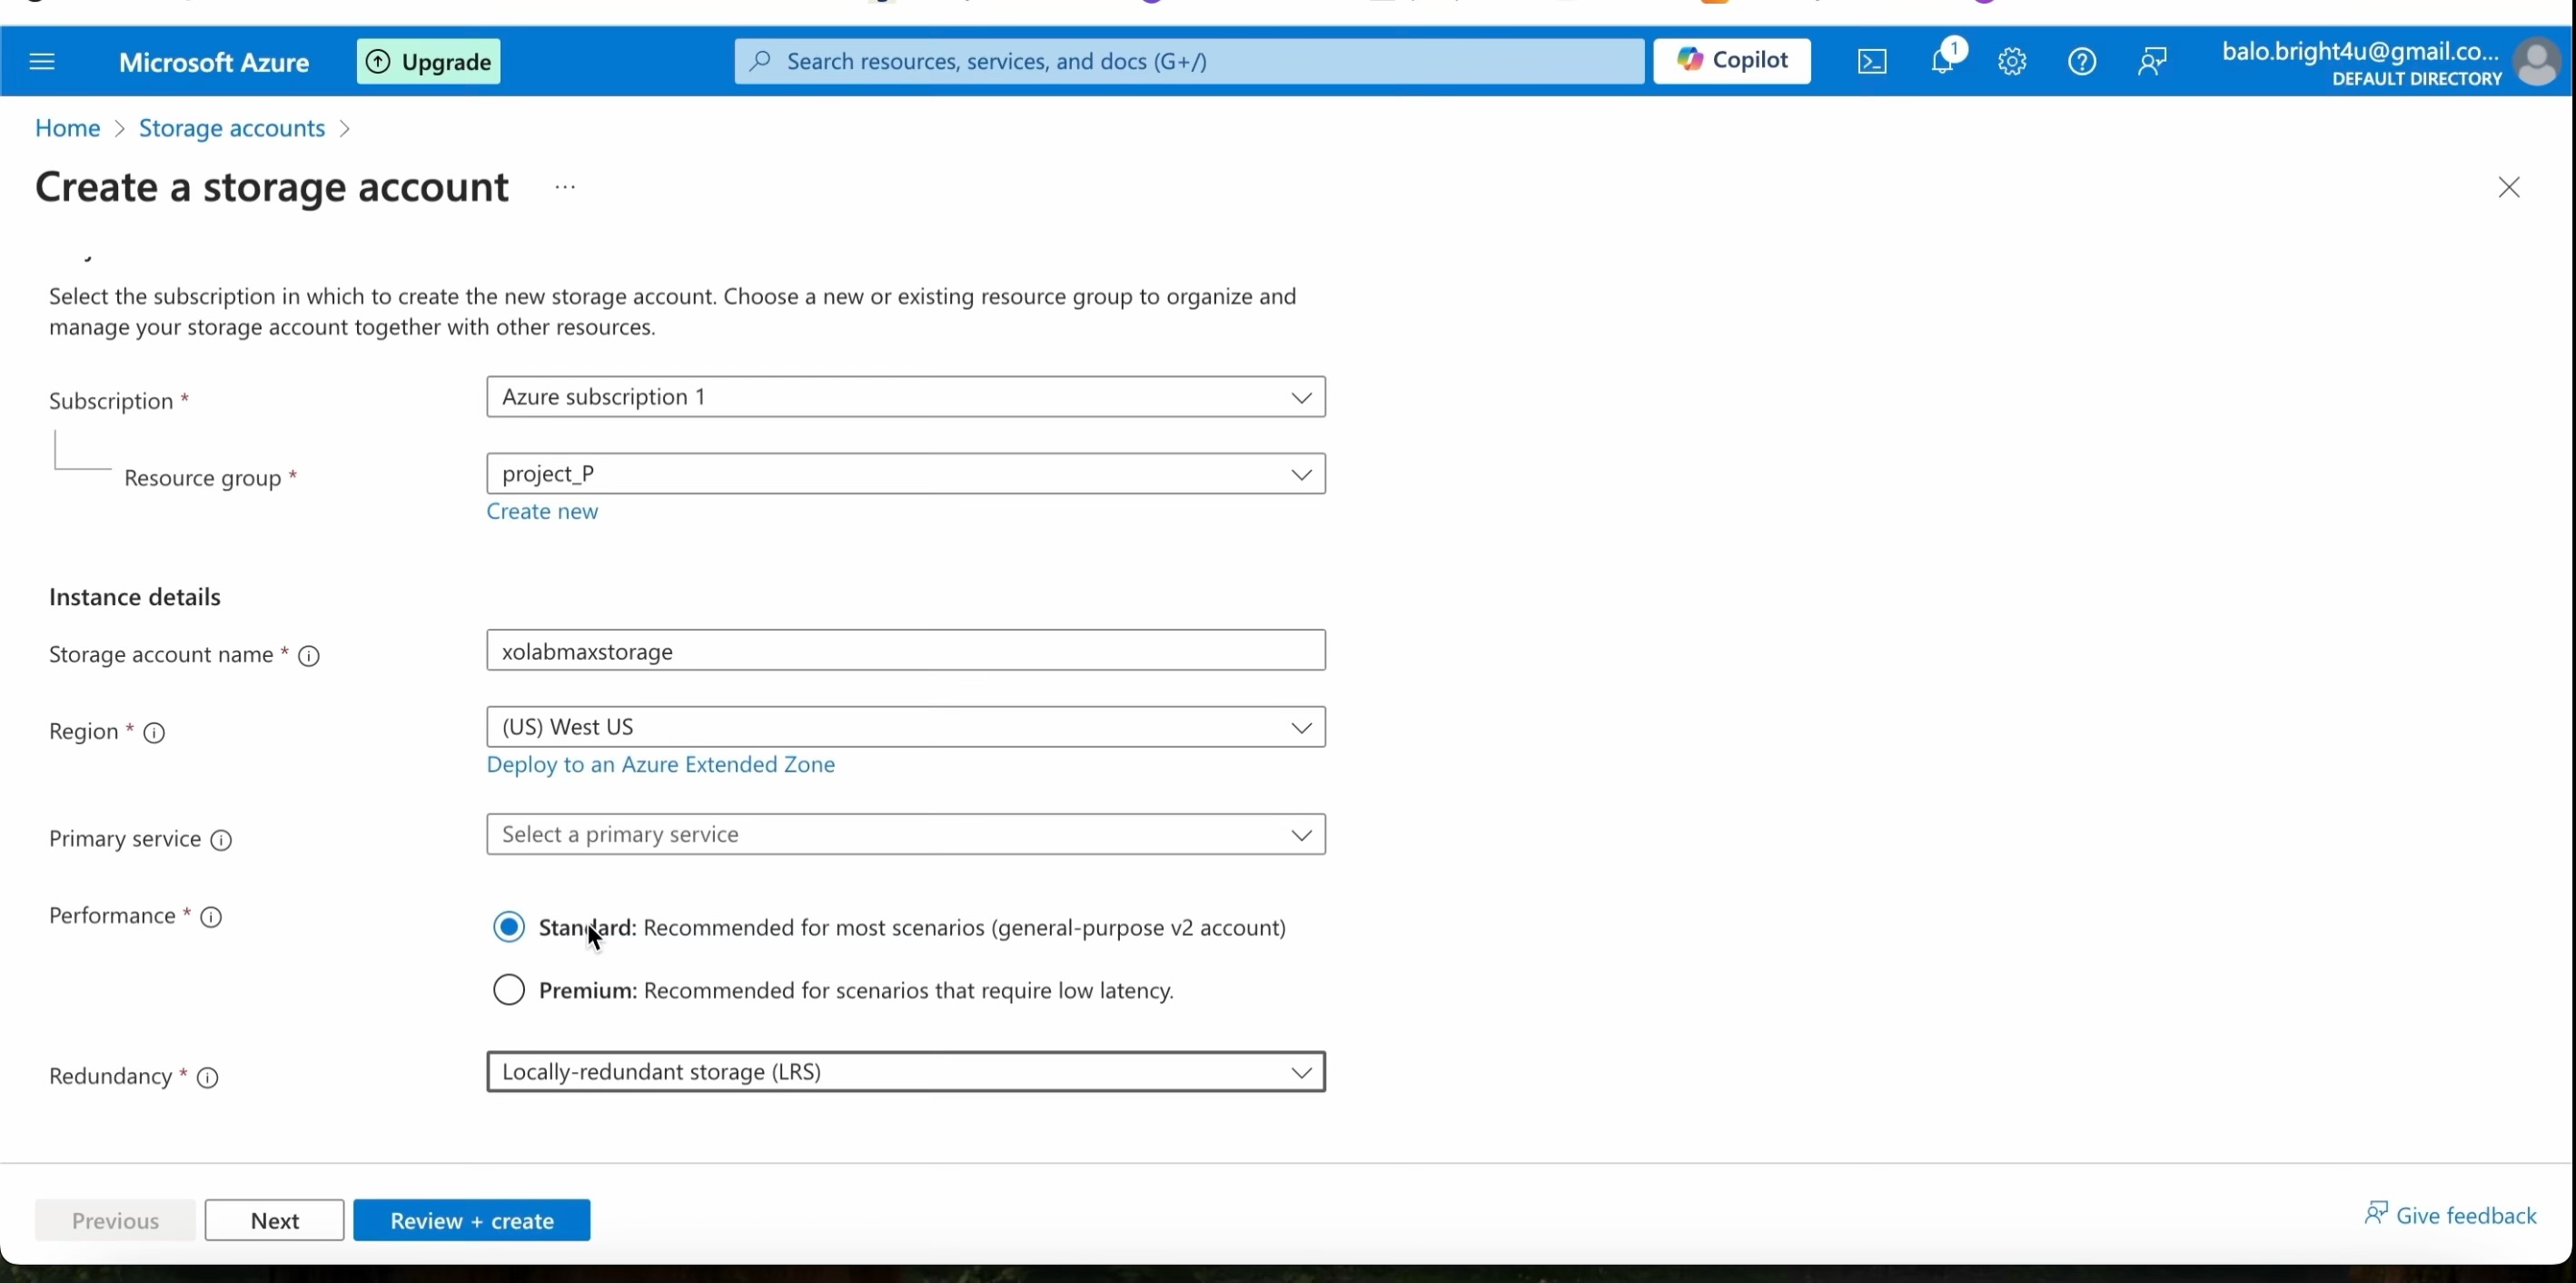 Microsoft Azure
Upgrade
Search resources, services, and docs (G+/)
Copilot
1
balo.bright4u@gmail.co...
DEFAULT DIRECTORY
Home > Storage accounts >
Create a storage account ...
Select the subscription in which to create the new storage account. Choose a new or existing resource group to organize and
manage your storage account together with other resources.
Subscription *
Azure subscription 1
Resource group *
project_P
Create new
Instance details
Storage account name *
xolabmaxstorage
Region *
(US) West US
Deploy to an Azure Extended Zone
Primary service
Select a primary service
Performance *
Standard: Recommended for most scenarios (general-purpose v2 account)
Premium: Recommended for scenarios that require low latency.
Redundancy *
Locally-redundant storage (LRS)
Previous
Next
Review + create
Give feedback